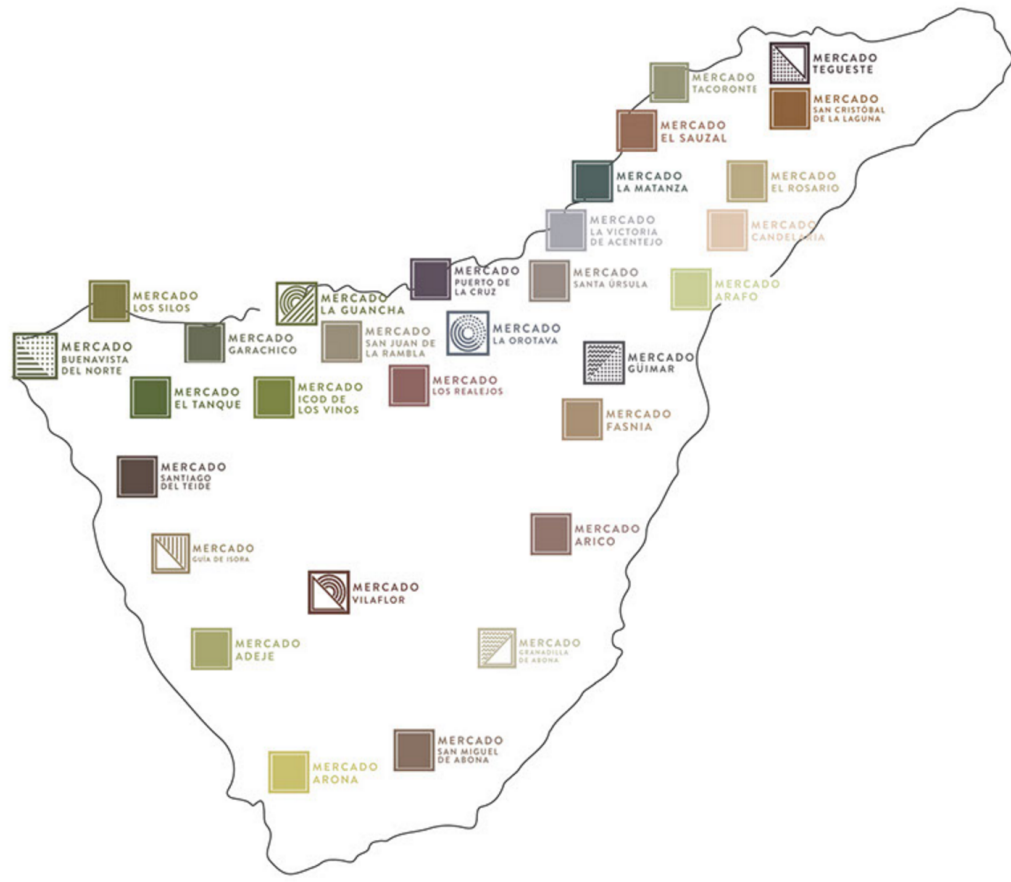 MERCADO
TEGUESTE
MERCADO
TACORONTE
MERCADO
SAN CRISTÓBAL
DE LA LAGUNA
MERCADO
EL SAUZAL
MERCADO
LA MATANZA
MERCADO
EL ROSARIO
MERCADO
LA VICTORIA
DE ACENTEJO
MERCADO
CANDELARIA
MERCADO
PUERTO DE
LA CRUZ
MERCADO
SANTA ÚRSULA
MERCADO
ARAFO
MERCADO
LOS SILOS
MERCADO
LA GUANCHA
MERCADO
BUENAVISTA
DEL NORTE
MERCADO
GARACHICO
MERCADO
SAN JUAN DE
LA RAMBLA
MERCADO
LA OROTAVA
MERCADO
GÜIMAR
MERCADO
EL TANQUE
MERCADO
ICOD DE
LOS VINOS
MERCADO
LOS REALEJOS
MERCADO
FASNIA
MERCADO
SANTIAGO
DEL TEIDE
MERCADO
ARICO
MERCADO
GUÍA DE ISORA
MERCADO
VILAFLOR
MERCADO
ADEJE
MERCADO
GRANADILLA
DE ABONA
MERCADO
SAN MIGUEL
DE ABONA
MERCADO
ARONA